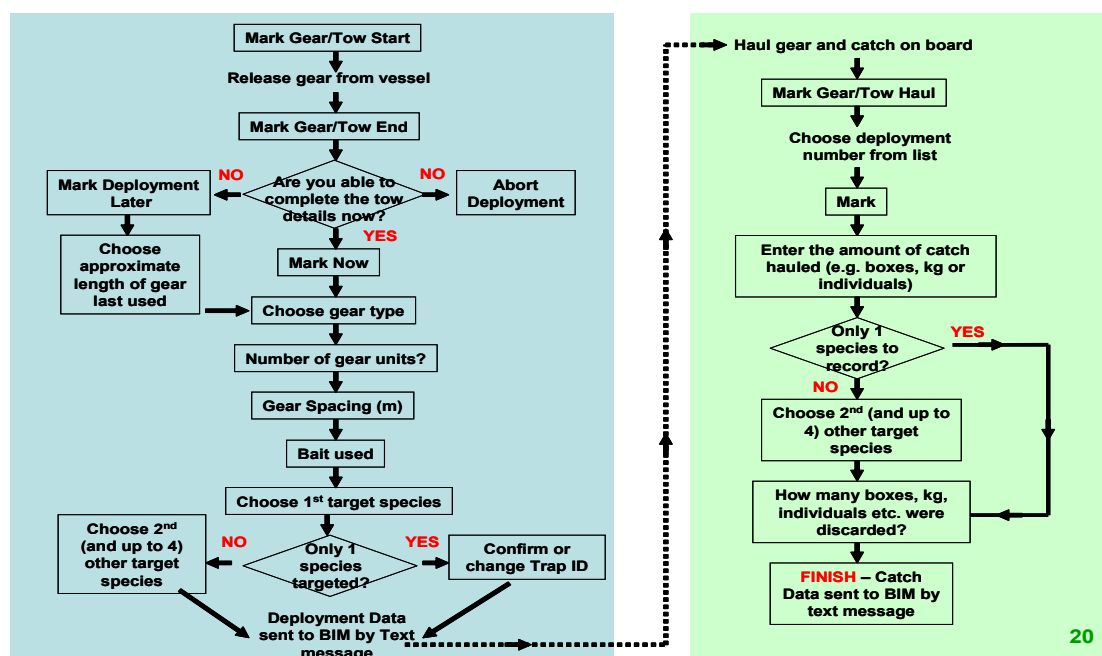 Mark Gear/Tow Start
Release gear from vessel
Mark Gear/Tow End
Are you able to
complete the tow
details now?
NO
NO
YES
Mark Deployment
Later
Abort
Deployment
Choose
approximate
length of gear
last used
Mark Now
Choose gear type
Number of gear units?
Gear Spacing (m)
Bait used
Choose 1st target species
Only 1
species
targeted?
NO
YES
Choose 2nd
(and up to 4)
other target
species
Confirm or
change Trap ID
Deployment Data
sent to BIM by Text
message
Haul gear and catch on board
Mark Gear/Tow Haul
Choose deployment
number from list
Mark
Enter the amount of catch
hauled (e.g. boxes, kg or
individuals)
Only 1
species to
record?
YES
NO
Choose 2nd (and up to
4) other target
species
How many boxes, kg,
individuals etc. were
discarded?
FINISH – Catch
Data sent to BIM by
text message
20